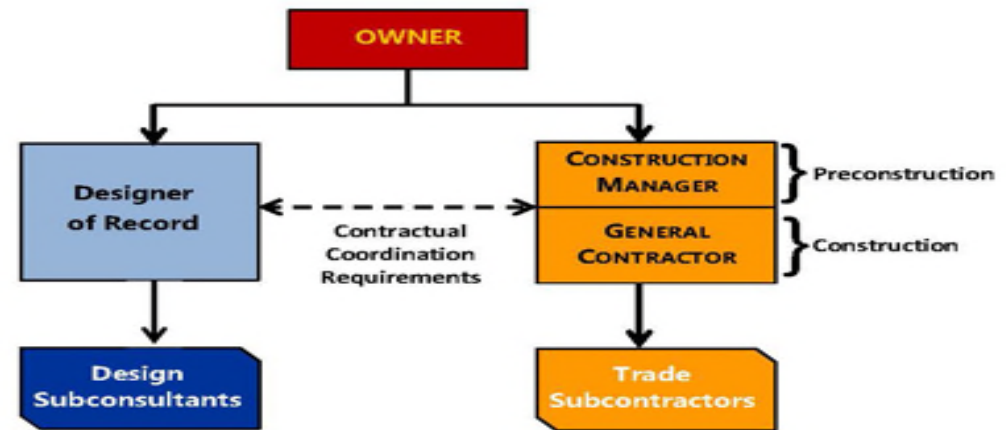 OWNER
Designer
of Record
Contractual
Coordination
Requirements
CONSTRUCTION
MANAGER
Preconstruction
GENERAL
CONTRACTOR
Construction
Design
Subconsultants
Trade
Subcontractors